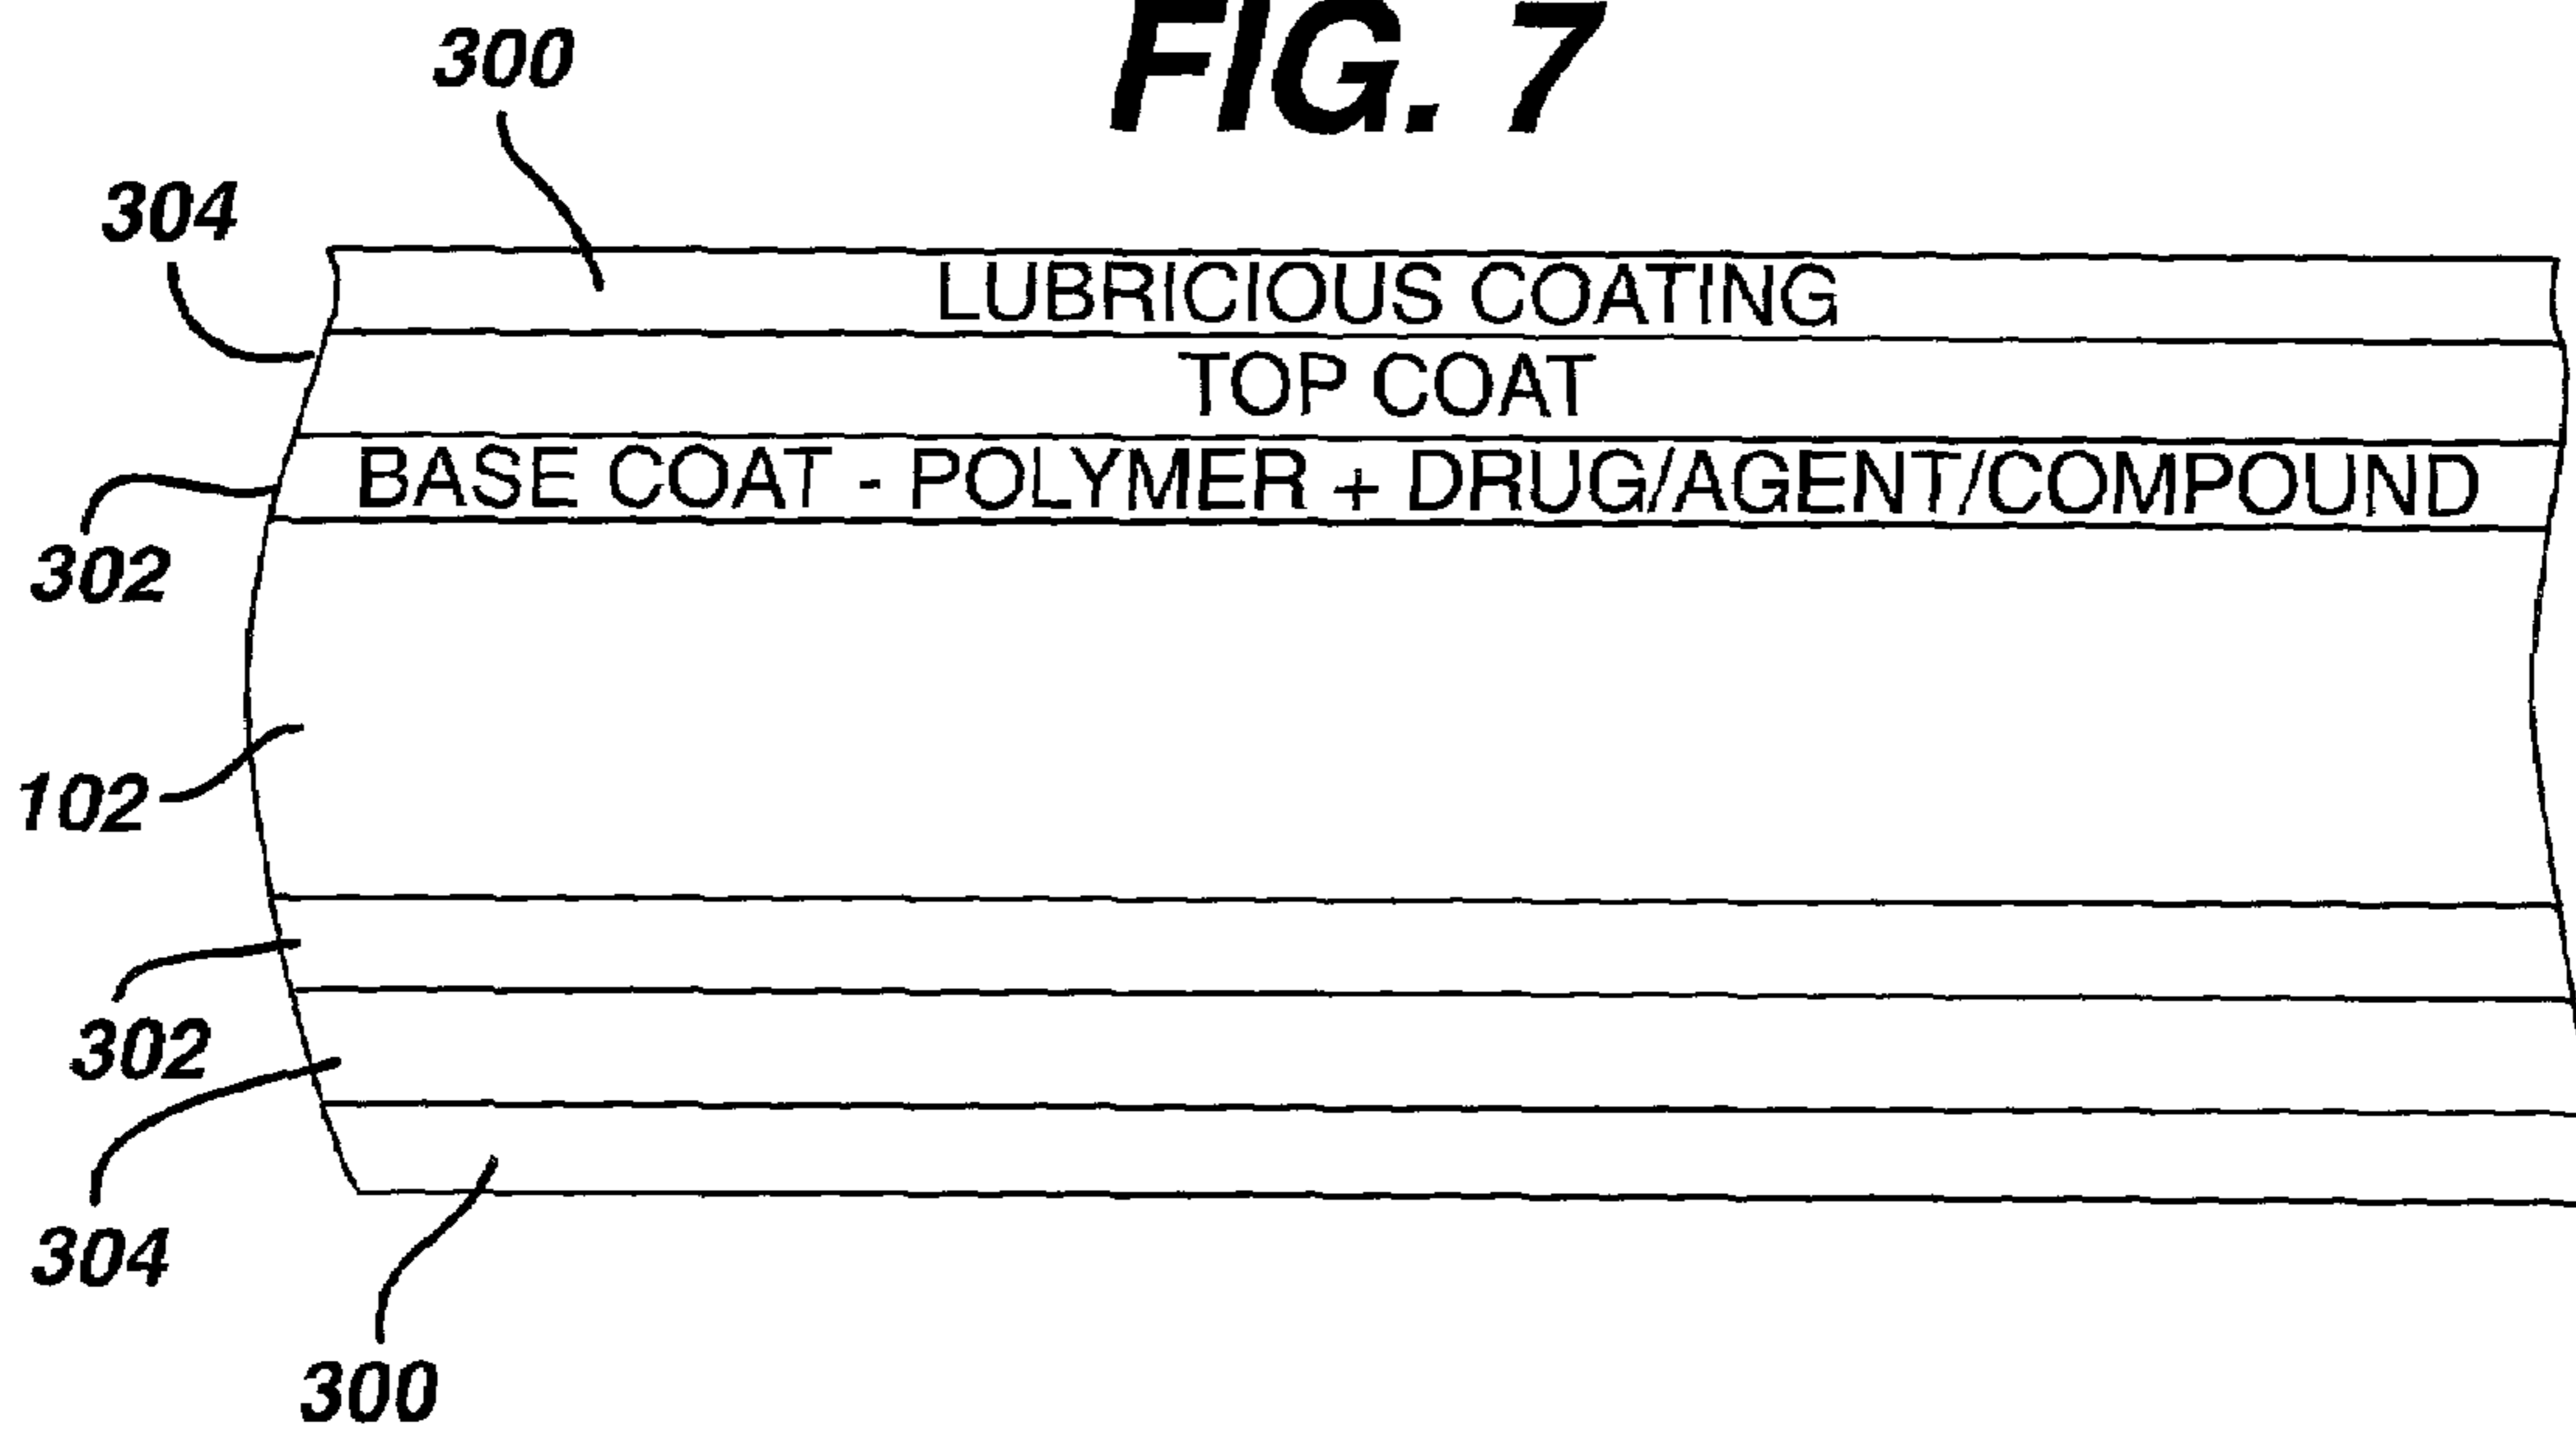 FIG. 7
300
304
LUBRICIOUS COATING
TOP COAT
BASE COAT - POLYMER + DRUG/AGENT/COMPOUND
302
102
302
304
300